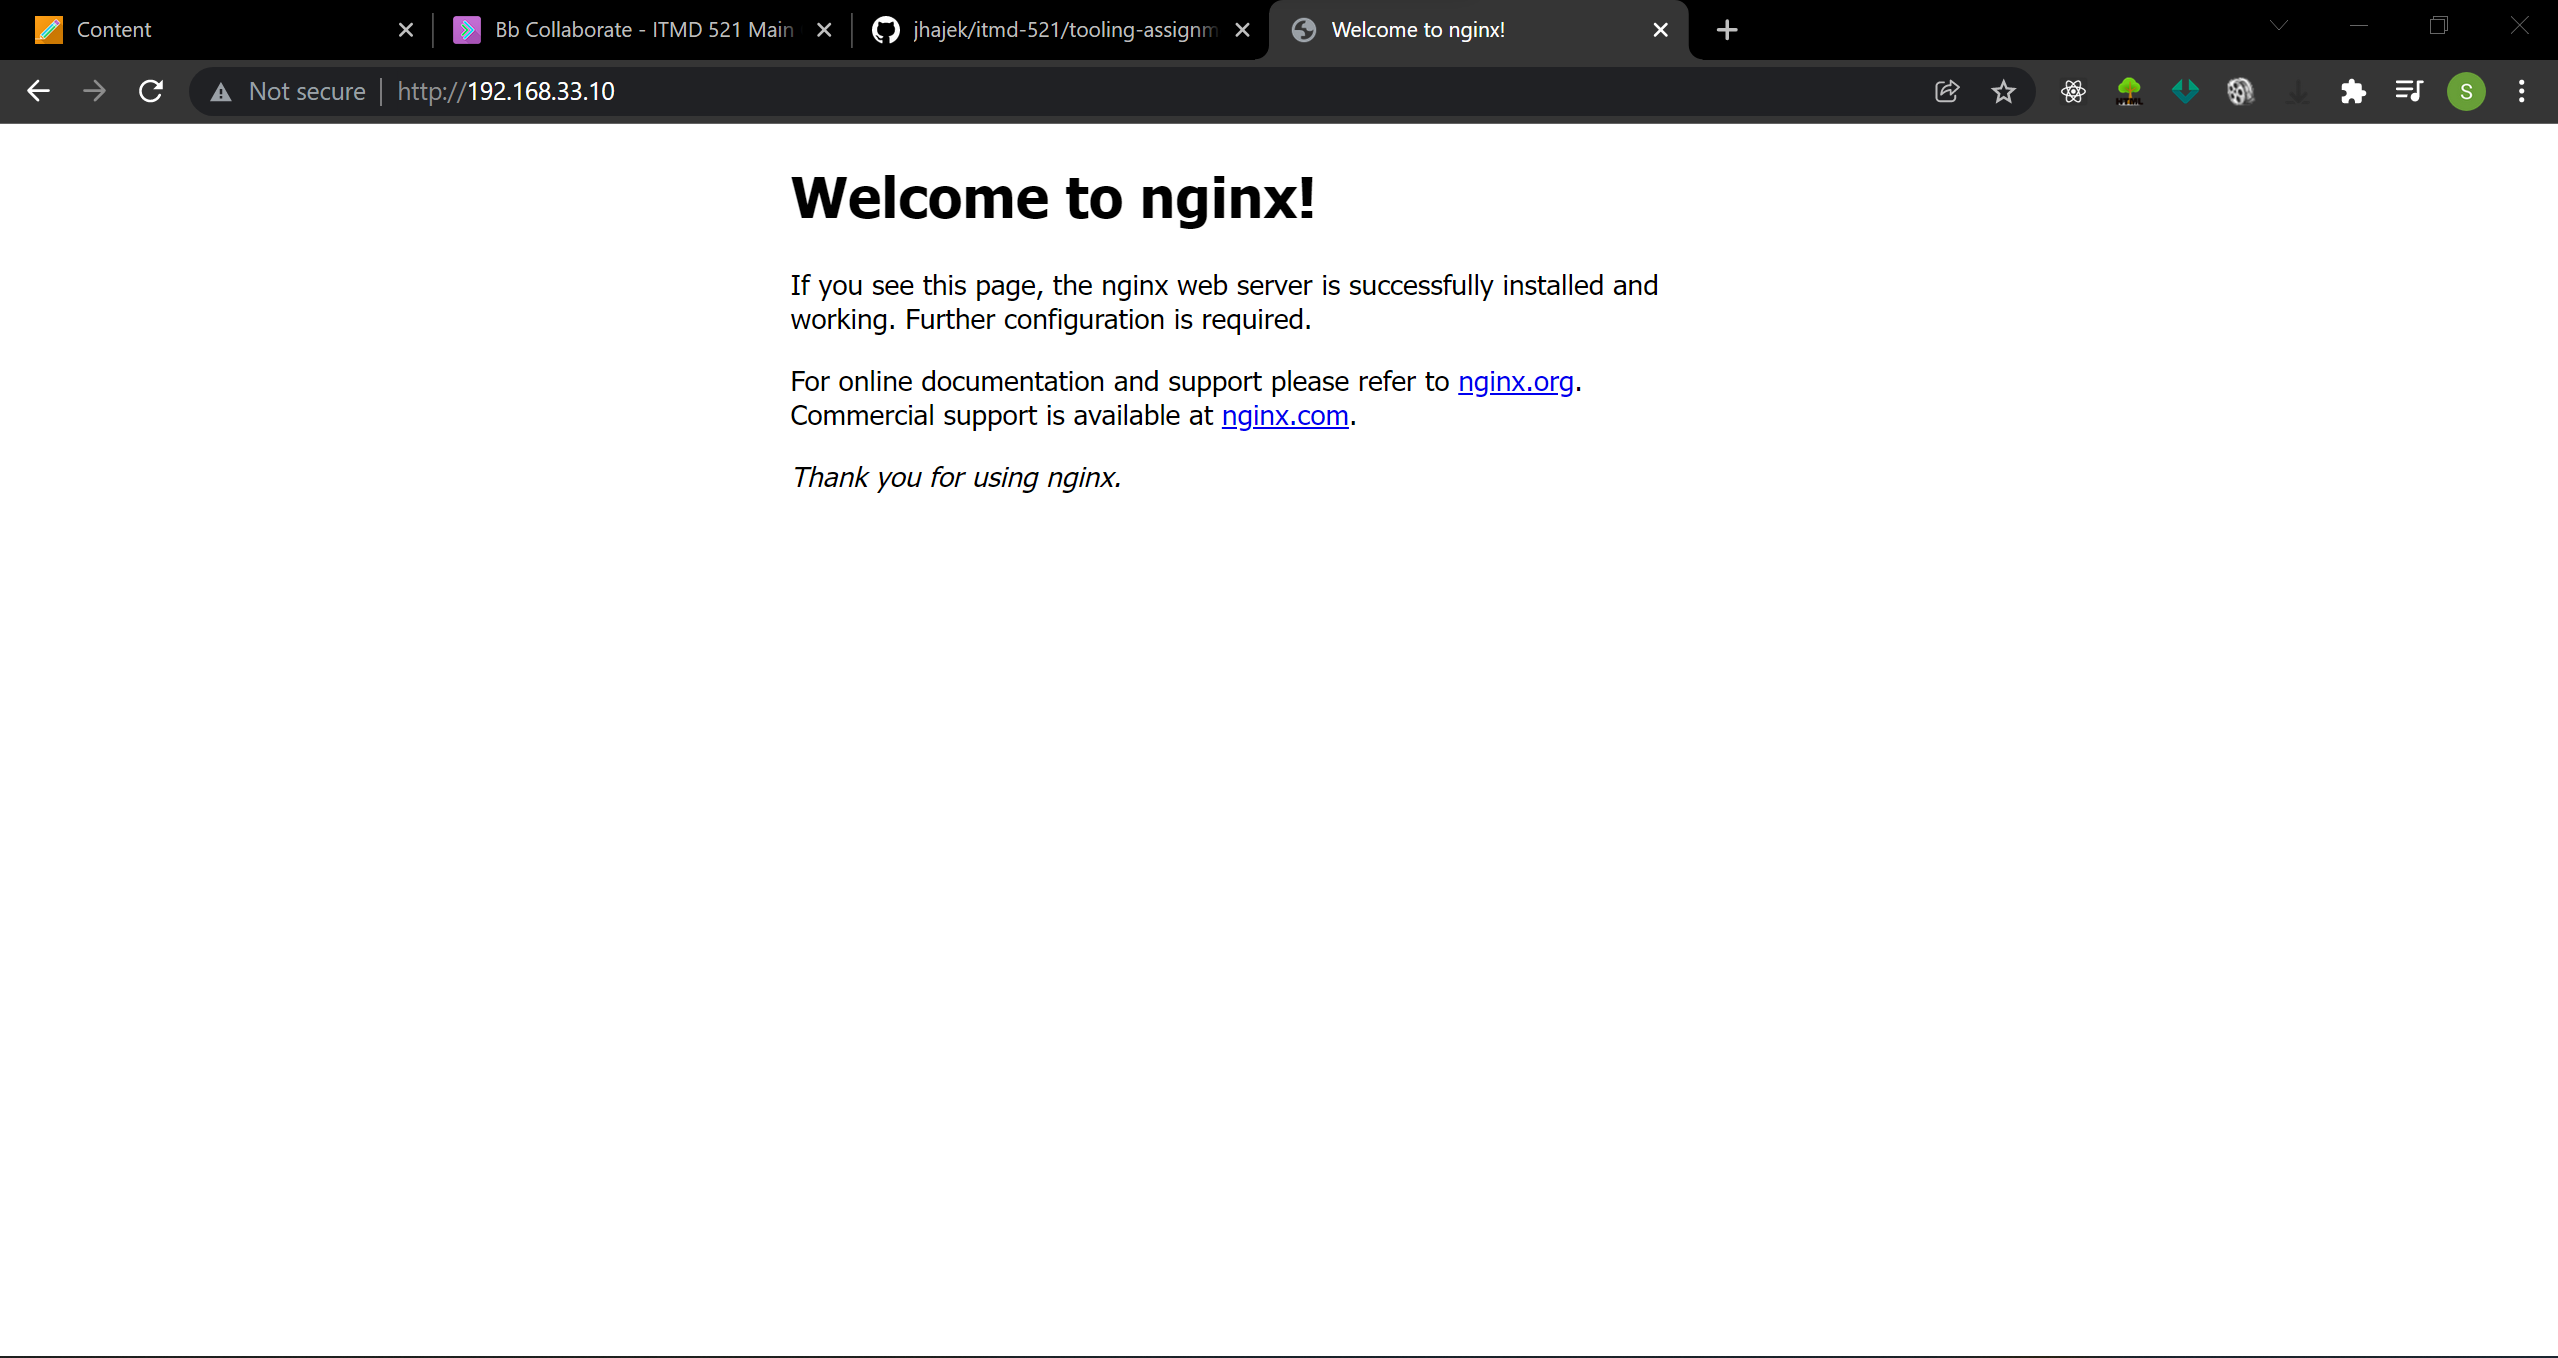 Content
Bb Collaborate - ITMD 521 Main
jhajek/itmd-521/tooling-assignm
Welcome to nginx!
Not secure
http://192.168.33.10
HTML
S
Welcome to nginx!
If you see this page, the nginx web server is successfully installed and
working. Further configuration is required.
For online documentation and support please refer to nginx.org.
Commercial support is available at nginx.com.
Thank you for using nginx.